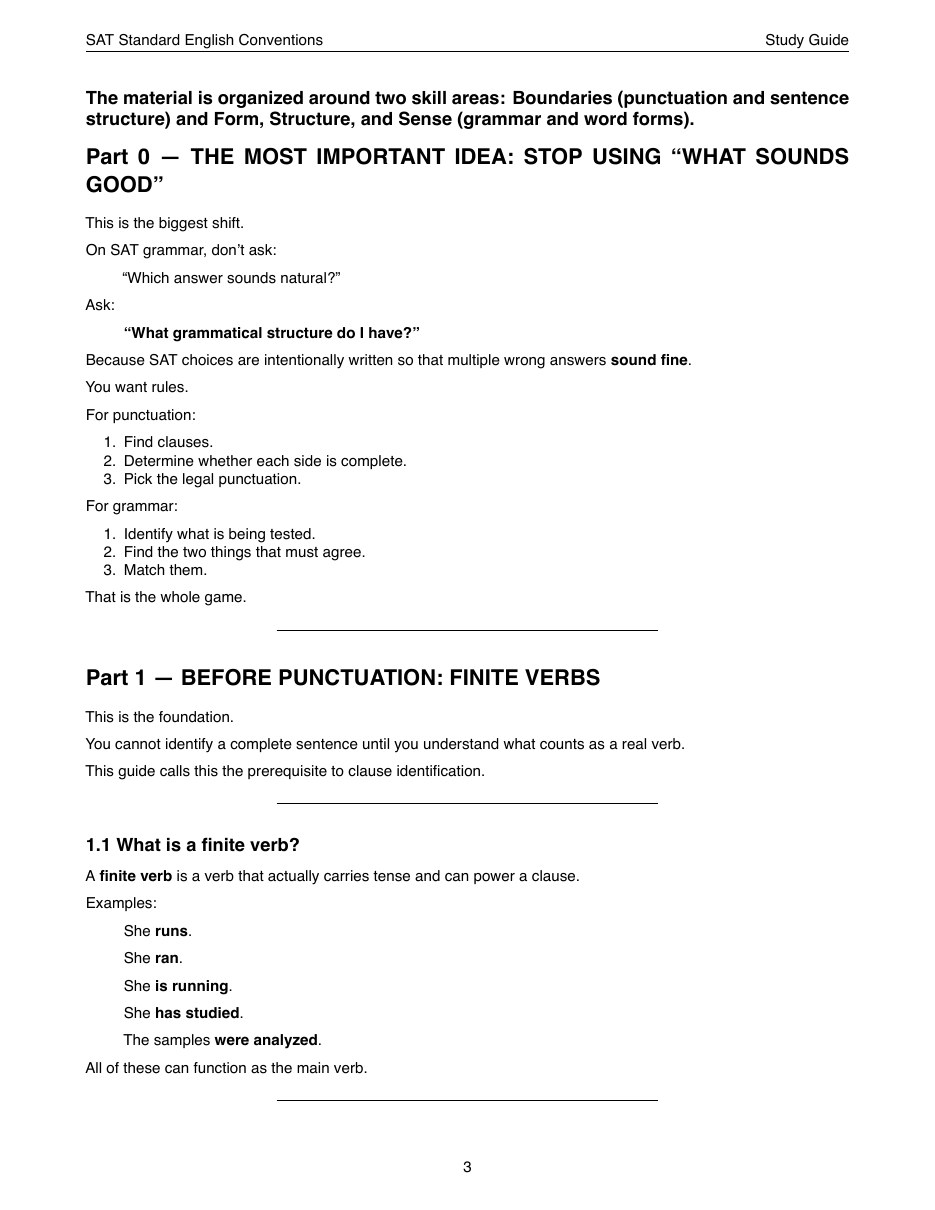 SAT Standard English Conventions Study Guide
The material is organized around two skill areas: Boundaries (punctuation and sentence
structure) and Form, Structure, and Sense (grammar and word forms).
Part 0 — THE MOST IMPORTANT IDEA: STOP USING “WHAT SOUNDS
GOOD”
This is the biggest shift.
On SAT grammar, don’t ask:
“Which answer sounds natural?”
Ask:
“What grammatical structure do I have?”
Because SAT choices are intentionally written so that multiple wrong answers sound fine.
You want rules.
For punctuation:
1. Find clauses.
2. Determine whether each side is complete.
3. Pick the legal punctuation.
For grammar:
1. Identify what is being tested.
2. Find the two things that must agree.
3. Match them.
That is the whole game.
Part 1 — BEFORE PUNCTUATION: FINITE VERBS
This is the foundation.
You cannot identify a complete sentence until you understand what counts as a real verb.
This guide calls this the prerequisite to clause identification.
1.1 What is a finite verb?
A finite verb is a verb that actually carries tense and can power a clause.
Examples:
She runs.
She ran.
She is running.
She has studied.
The samples were analyzed.
All of these can function as the main verb.
3